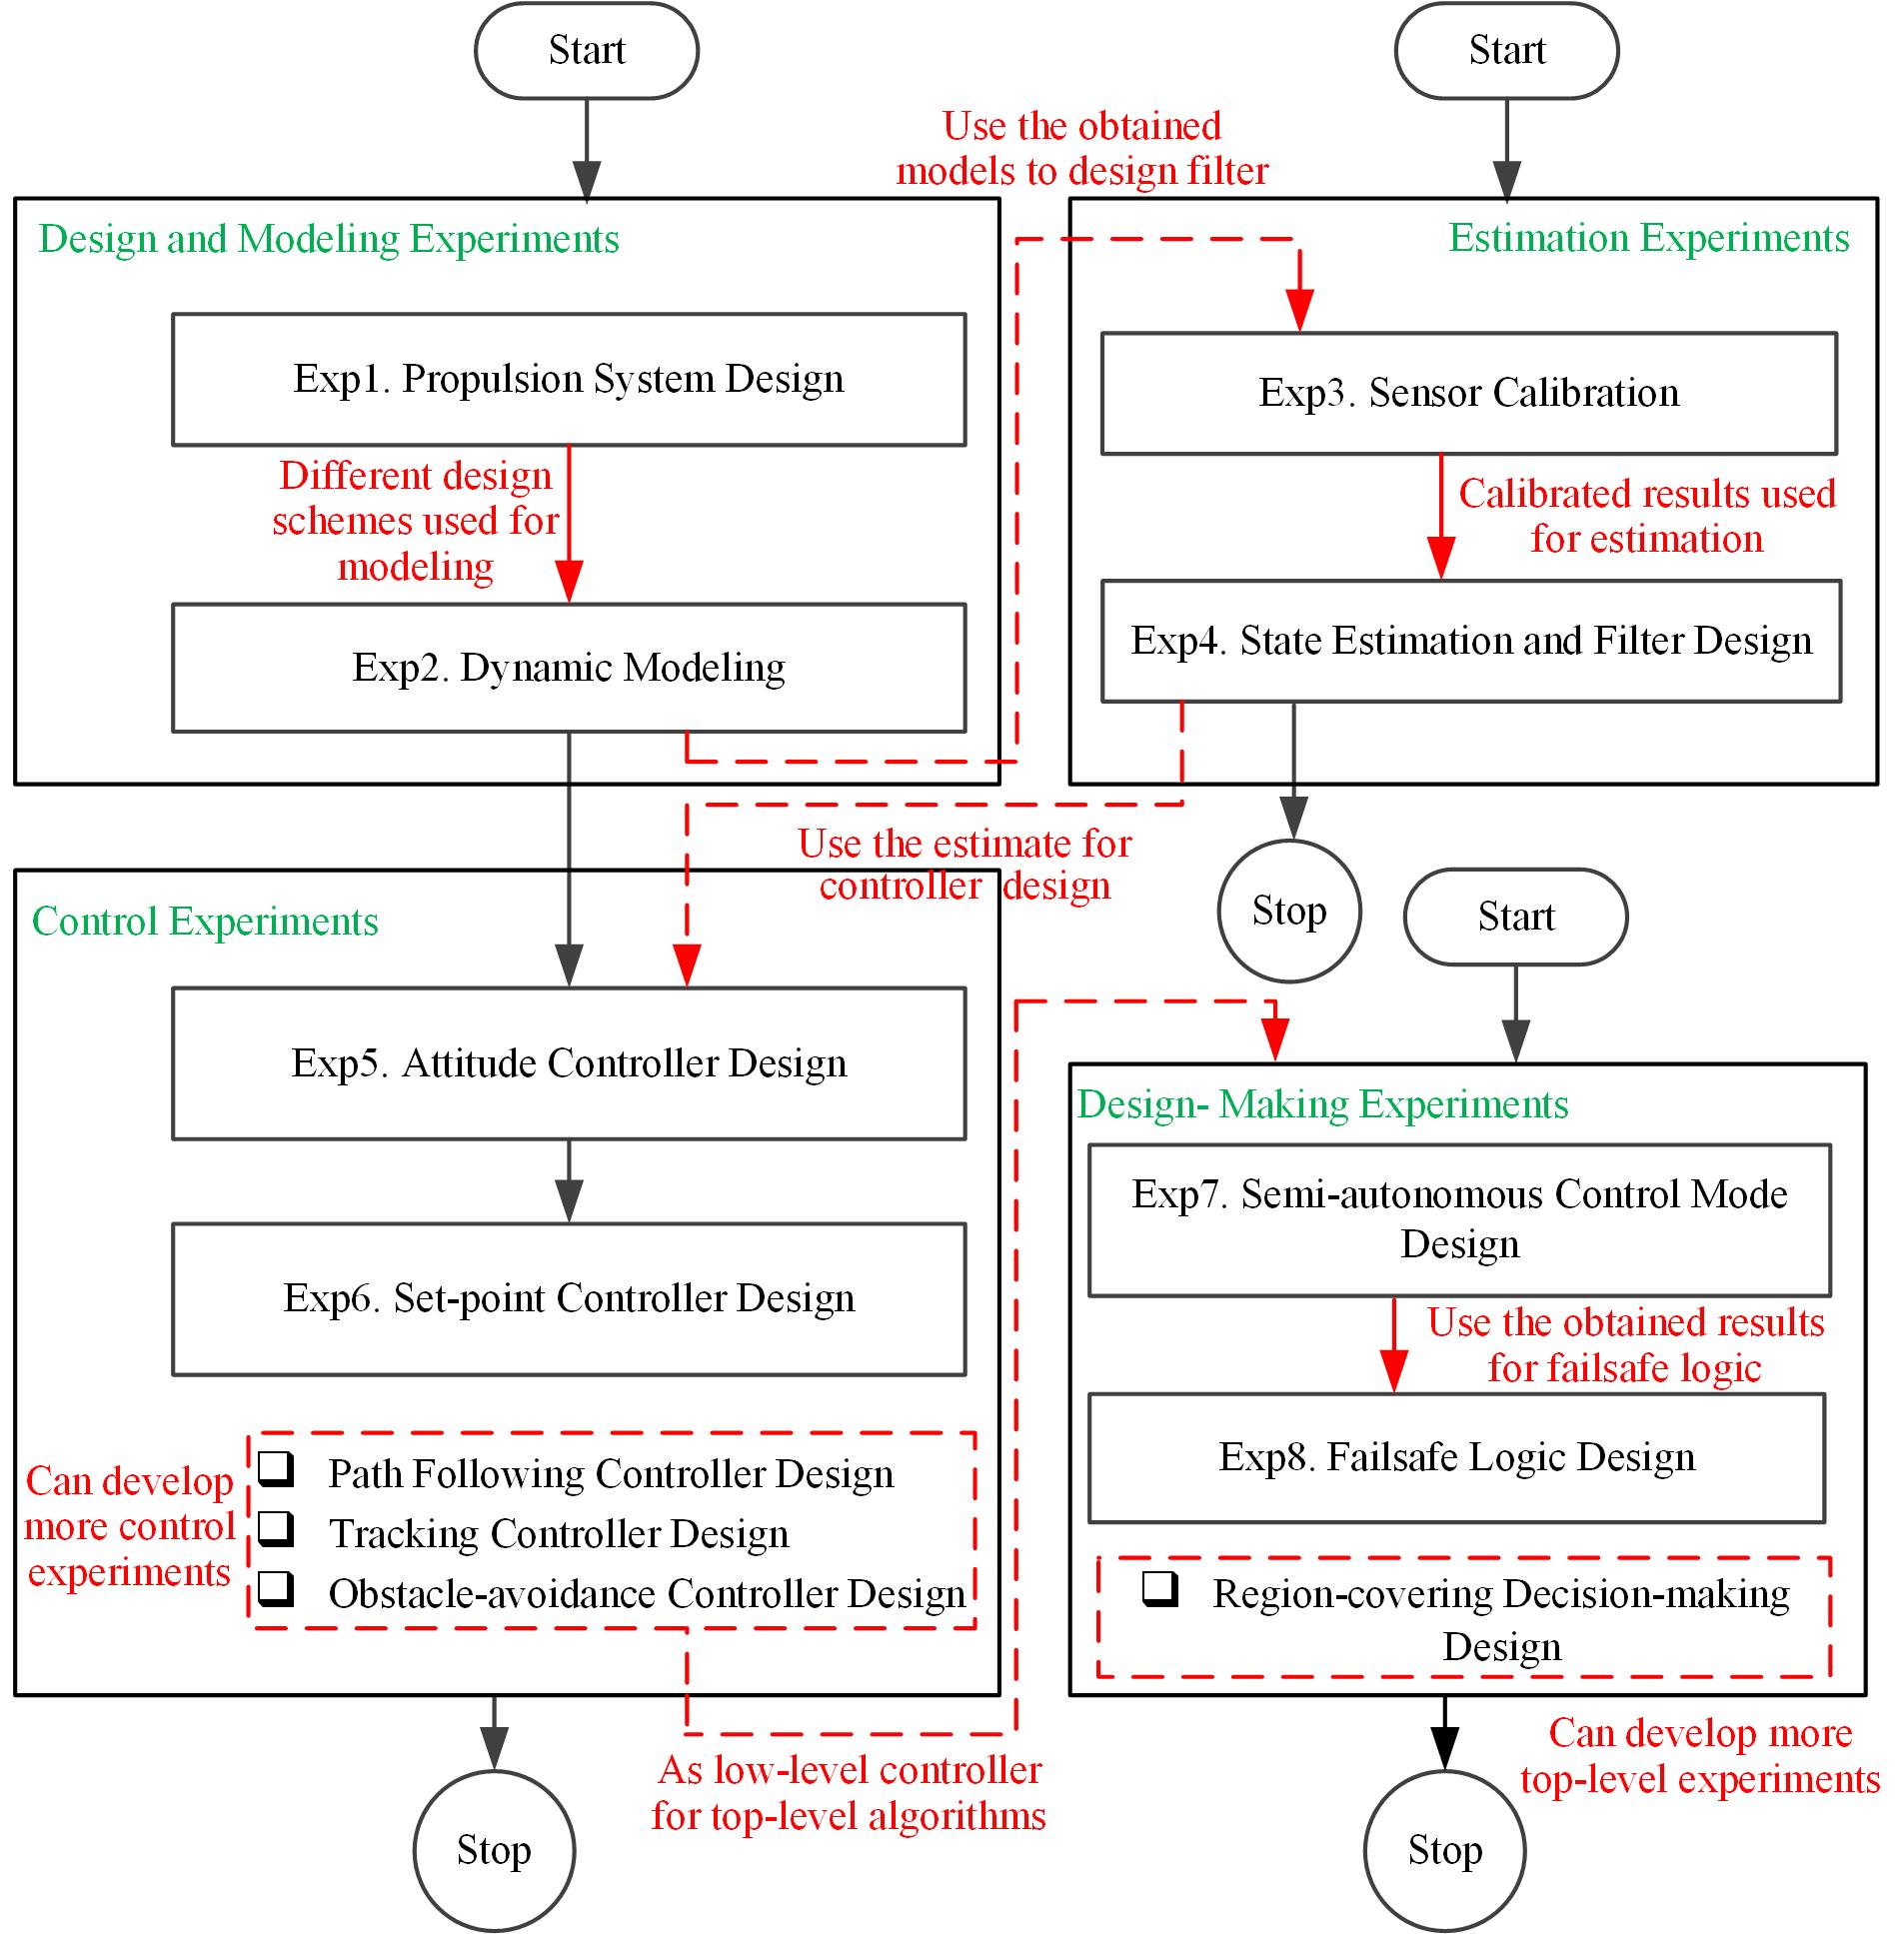 Start
Start
Use the obtained
models to design filter
Design and Modeling Experiments
Estimation Experiments
Exp1. Propulsion System Design
Exp3. Sensor Calibration
Different design
schemes used for
modeling
Calibrated results used
for estimation
Exp2. Dynamic Modeling
Exp4. State Estimation and Filter Design
Use the estimate for
controller design
Stop
Start
Control Experiments
Exp5. Attitude Controller Design
Design- Making Experiments
Exp7. Semi-autonomous Control Mode
Design
Exp6. Set-point Controller Design
Use the obtained results
for failsafe logic
Exp8. Failsafe Logic Design
Can develop
more control
experiments
Path Following Controller Design
Tracking Controller Design
Obstacle-avoidance Controller Design
Region-covering Decision-making
Design
As low-level controller
for top-level algorithms
Can develop more
top-level experiments
Stop
Stop